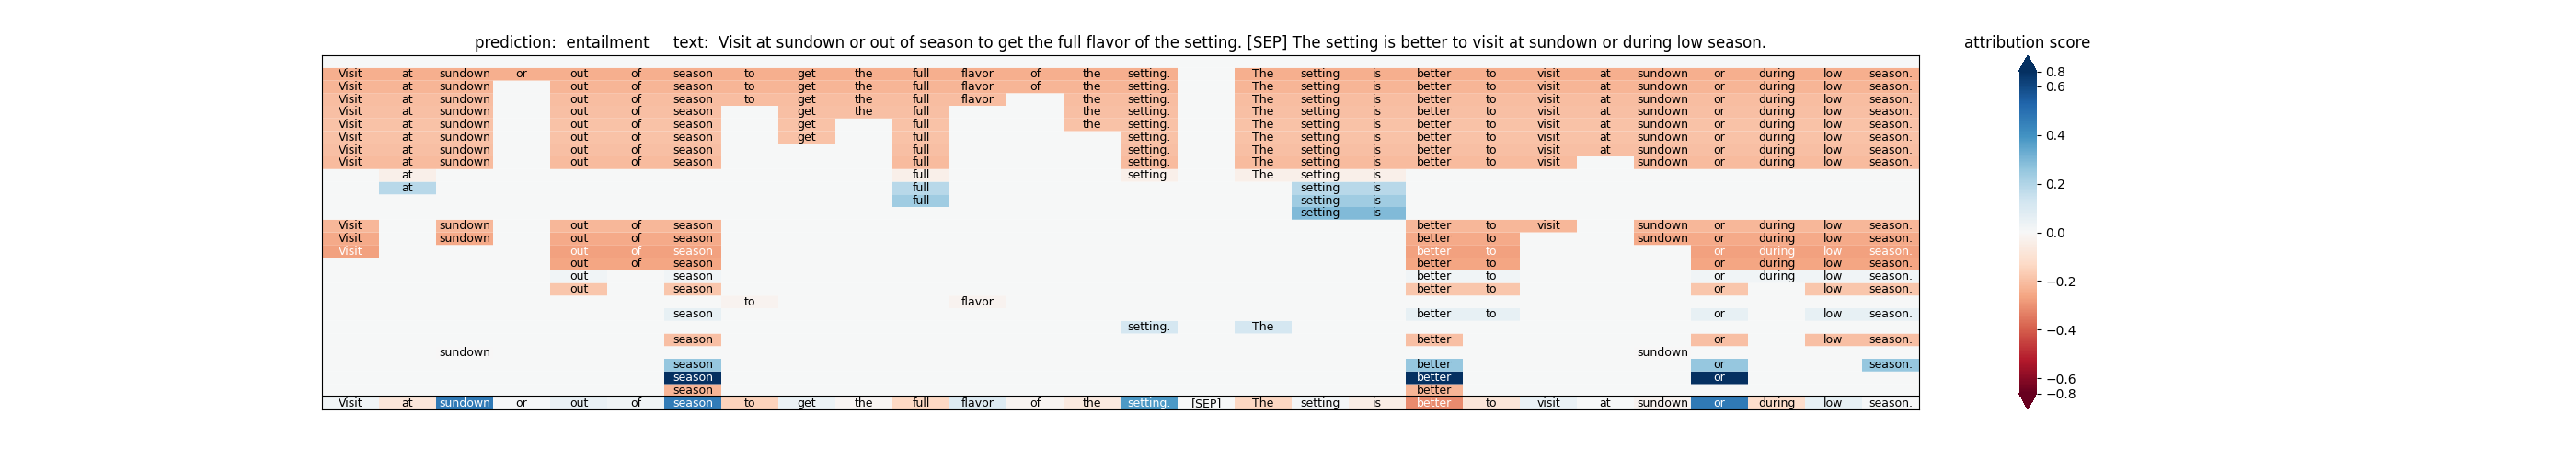 prediction: entailment text: Visit at sundown or out of season to get the full flavor of the setting. [SEP] The setting is better to visit at sundown or during low season.
attribution score
Visit at sundown or out of season to get the full flavor of the setting. The setting is better to visit at sundown or during low season.
Visit at sundown out of season to get the full flavor of the setting. The setting is better to visit at sundown or during low season.
Visit at sundown out of season to get the full flavor the setting. The setting is better to visit at sundown or during low season.
Visit at sundown out of season get the full the setting. The setting is better to visit at sundown or during low season.
Visit at sundown out of season get full the setting. The setting is better to visit at sundown or during low season.
Visit at sundown out of season get full setting. The setting is better to visit at sundown or during low season.
Visit at sundown out of season full setting. The setting is better to visit at sundown or during low season.
Visit at sundown out of season full setting. The setting is better to visit sundown or during low season.
at full setting. The setting is
at full setting is
full setting is
setting is
Visit sundown out of season better to visit sundown or during low season.
Visit sundown out of season better to sundown or during low season.
Visit out of season better to or during low season.
out of season better to or during low season.
out season better to or during low season.
out season better to or low season.
to flavor
season better to or low season.
setting. The
season better or low season.
sundown sundown
season better or season.
season better or
season better
Visit at sundown or out of season to get the full flavor of the setting. [SEP] The setting is better to visit at sundown or during low season.
0.8
0.6
0.4
0.2
0.0
−0.2
−0.4
−0.6
−0.8